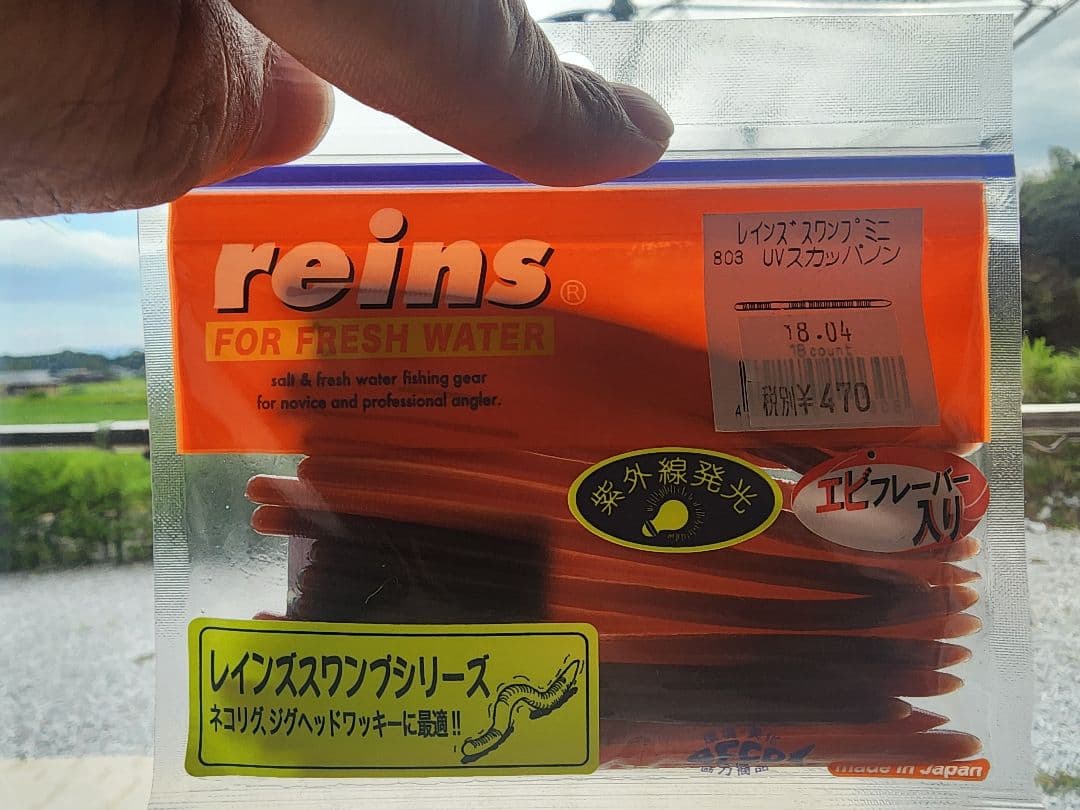 reins®
FOR FRESH WATER
salt & fresh water fishing gear
for novice and professional angler.
レインズスワンプミニ
803 UVスカッパノン
18.04
18count
税別¥470
紫外線発光
エビフレーバー
入り
レインズスワンプシリーズ
ネコリグ、ジグヘッドワッキーに最適!!
協力商品
made in Japan